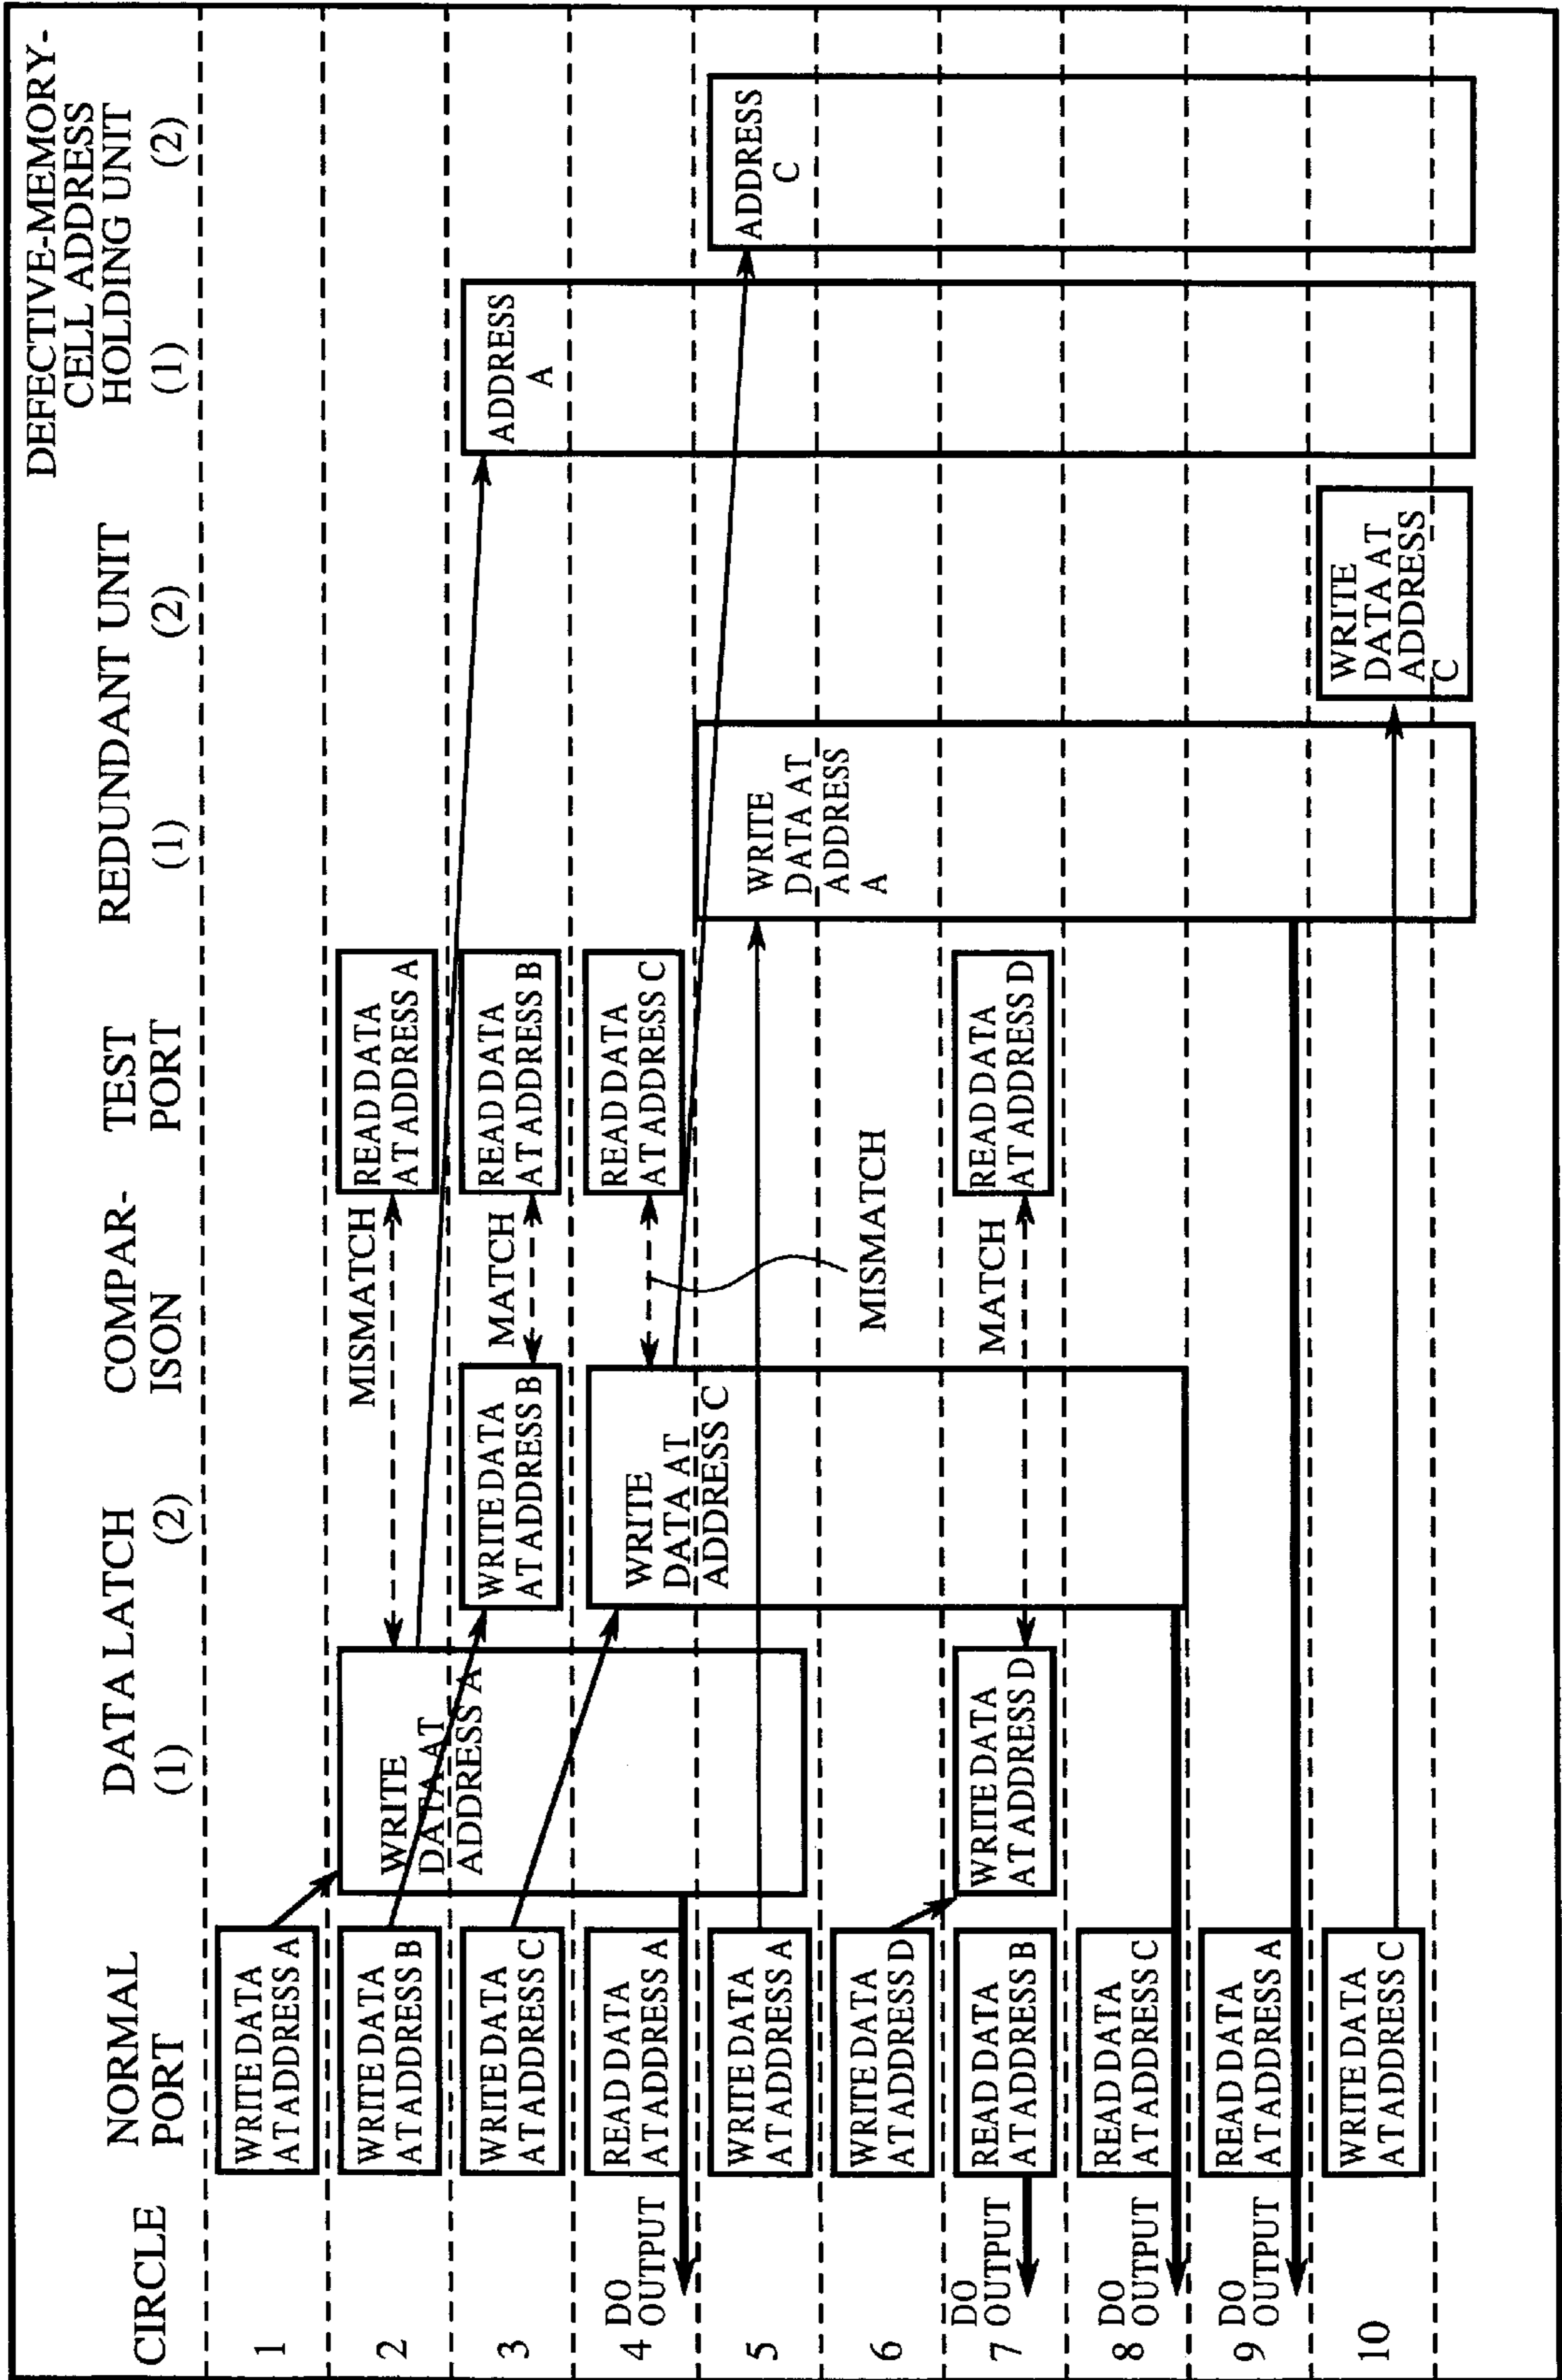 CIRCLE
NORMAL
PORT
DATA LATCH
(1)
(2)
COMPAR-
ISON
TEST
PORT
REDUNDANT UNIT
(1)
(2)
DEFECTIVE-MEMORY-
CELL ADDRESS
HOLDING UNIT
(1)
(2)
1
WRITE DATA
AT ADDRESS A
2
WRITE DATA
AT ADDRESS B
WRITE
DATA AT
ADDRESS A
MISMATCH
READ DATA
AT ADDRESS A
3
WRITE DATA
AT ADDRESS C
WRITE DATA
AT ADDRESS B
MATCH
READ DATA
AT ADDRESS B
ADDRESS
A
4
DO
OUTPUT
READ DATA
AT ADDRESS A
WRITE
DATA AT
ADDRESS C
READ DATA
AT ADDRESS C
5
WRITE DATA
AT ADDRESS A
WRITE
DATA AT
ADDRESS
A
ADDRESS
C
6
WRITE DATA
AT ADDRESS D
MISMATCH
7
DO
OUTPUT
READ DATA
AT ADDRESS B
WRITE DATA
AT ADDRESS D
MATCH
READ DATA
AT ADDRESS D
8
DO
OUTPUT
READ DATA
AT ADDRESS C
9
DO
OUTPUT
READ DATA
AT ADDRESS A
10
WRITE DATA
AT ADDRESS C
WRITE
DATA AT
ADDRESS
C